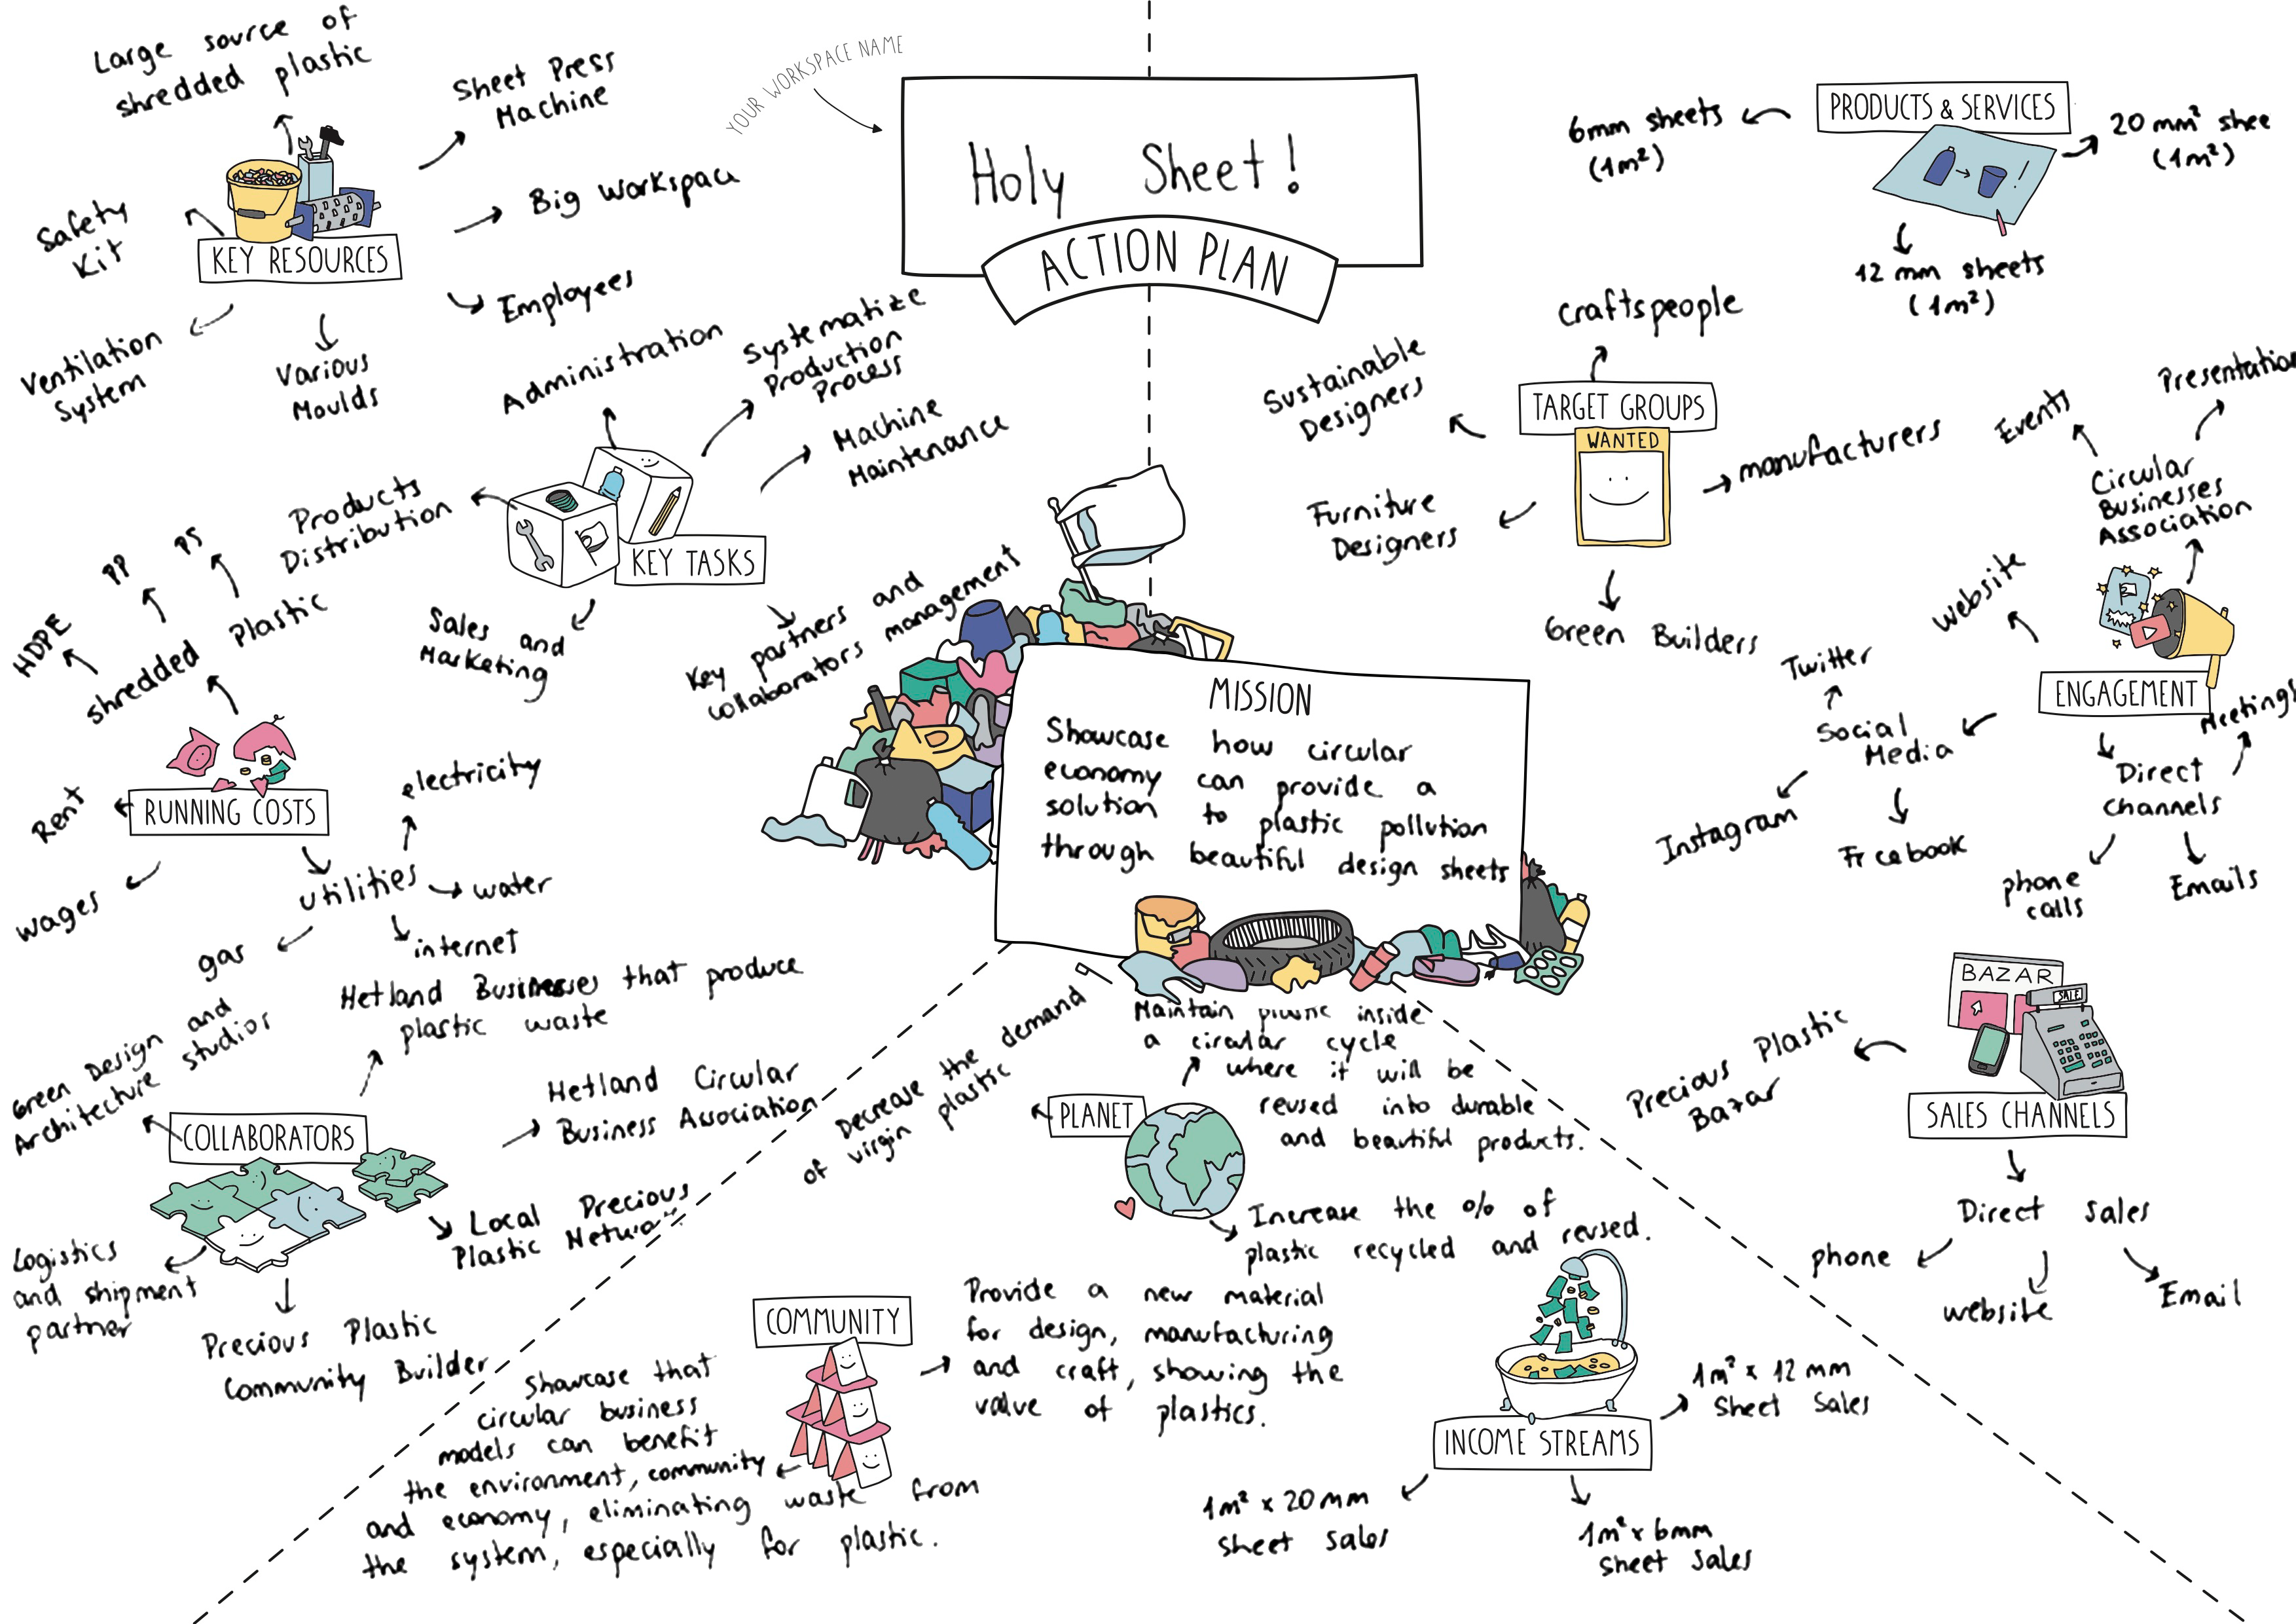 YOUR WORKSPACE NAME
Holy Sheet!
ACTION PLAN
Large source of
shredded plastic
Sheet Press
Machine
Big Workspace
Employees
Safety
Kit
KEY RESOURCES
Ventilation
System
Various
Moulds
Administration
Systematize
Production
Process
Machine
Maintenance
Products
Distribution
KEY TASKS
Sales and
Marketing
Key partners and
collaborators management
HDPE
PP
PS
shredded plastic
RUNNING COSTS
Rent
wages
utilities
electricity
water
internet
gas
Green Design and
Architecture studios
Hetland Businesses that produce
plastic waste
Hetland Circular
Business Association
COLLABORATORS
Local Precious
Plastic Network
Logistics
and shipment
partner
Precious Plastic
Community Builder
MISSION
Showcase how circular
economy can provide a
solution to plastic pollution
through beautiful design sheets
PRODUCTS & SERVICES
6mm sheets
(1m²)
20 mm² shee
(1m²)
12 mm sheets
(1m²)
craftspeople
Sustainable
Designers
TARGET GROUPS
WANTED
manufacturers
Furniture
Designers
Green Builders
Presentation
Events
Circular
Businesses
Association
website
ENGAGEMENT
Twitter
Social
Media
Instagram
Facebook
Meetings
Direct
channels
phone
calls
Emails
BAZAR
SALE
SALES CHANNELS
Precious Plastic
Bazar
Direct sales
phone
website
Email
Decrease the demand
of virgin plastic
PLANET
Maintain plastic inside
a circular cycle
where it will be
reused into durable
and beautiful products.
Increase the % of
plastic recycled and reused.
COMMUNITY
Provide a new material
for design, manufacturing
and craft, showing the
value of plastics.
Showcase that
circular business
models can benefit
the environment, community
and economy, eliminating waste from
the system, especially for plastic.
INCOME STREAMS
1m² x 12 mm
Sheet Sales
1m² x 20mm
Sheet Sales
1m² x 6mm
Sheet Sales